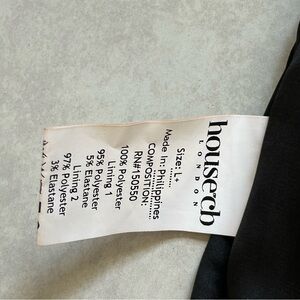 house of cb
LONDON
Size: L+
Made In: Philippines
COMPOSITION:
RN#150550
100% Polyester
Lining 1
95% Polyester
5% Elastane
Lining 2
97% Polyester
3% Elastane